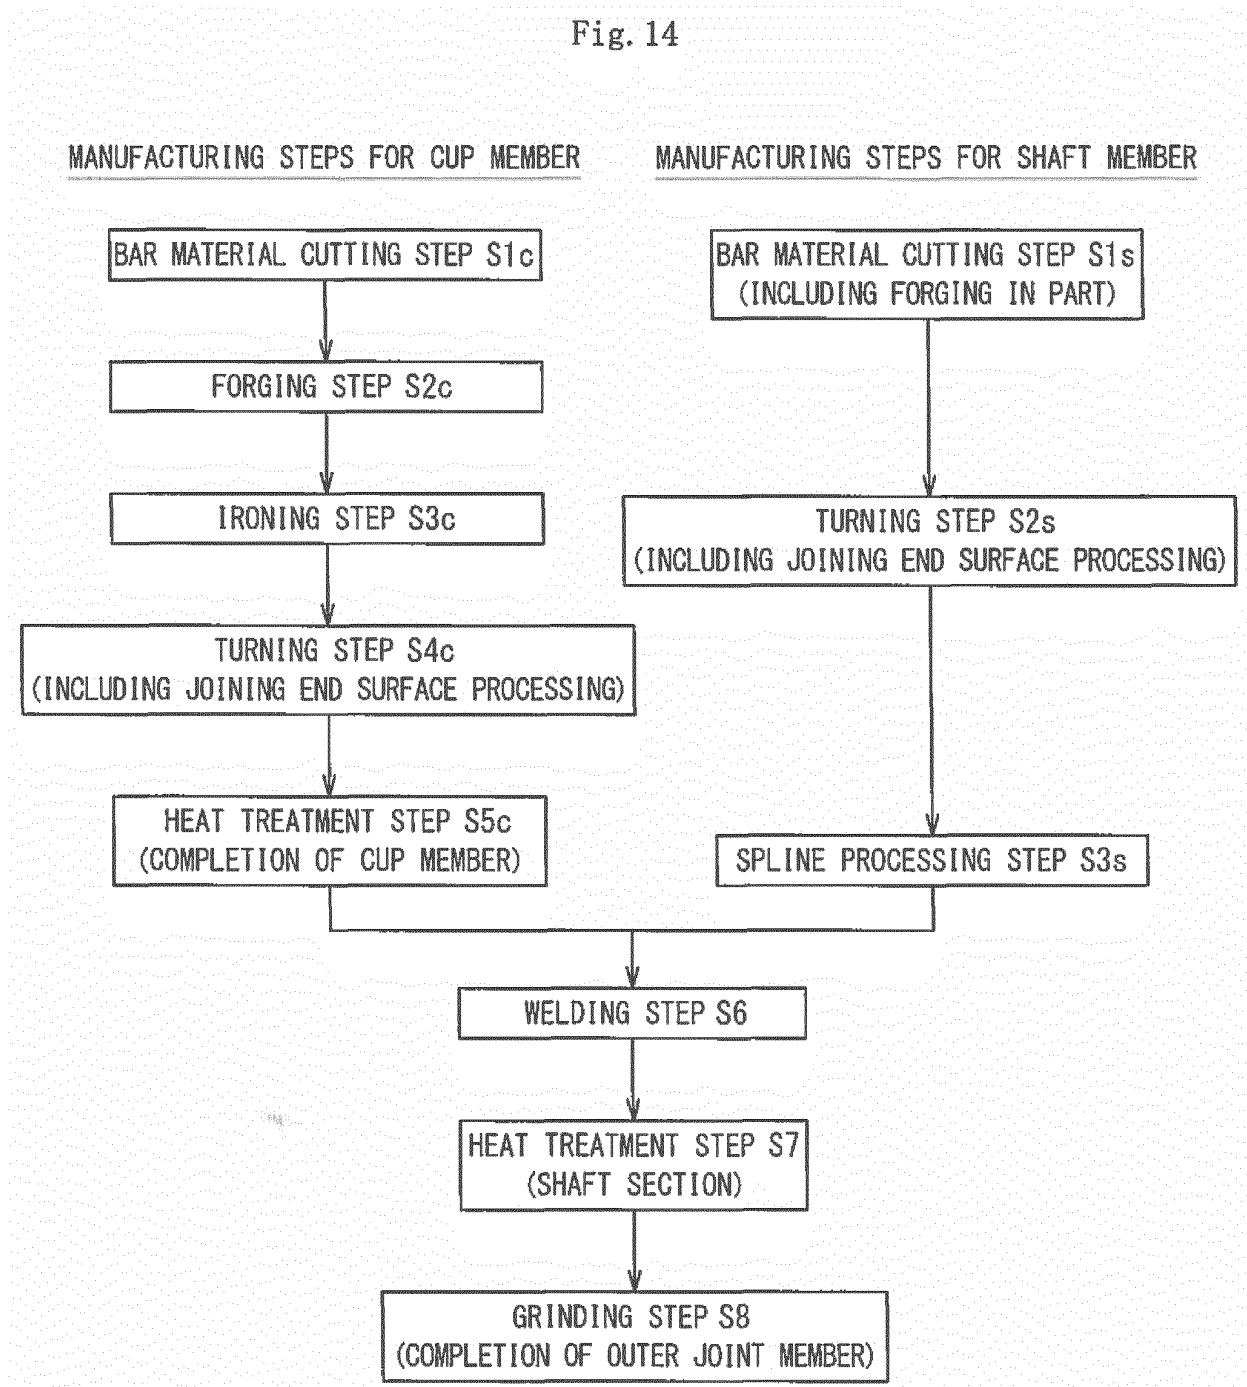 Fig. 14
MANUFACTURING STEPS FOR CUP MEMBER
BAR MATERIAL CUTTING STEP S1c
FORGING STEP S2c
IRONING STEP S3c
TURNING STEP S4c
(INCLUDING JOINING END SURFACE PROCESSING)
HEAT TREATMENT STEP S5c
(COMPLETION OF CUP MEMBER)
MANUFACTURING STEPS FOR SHAFT MEMBER
BAR MATERIAL CUTTING STEP S1s
(INCLUDING FORGING IN PART)
TURNING STEP S2s
(INCLUDING JOINING END SURFACE PROCESSING)
SPLINE PROCESSING STEP S3s
WELDING STEP S6
HEAT TREATMENT STEP S7
(SHAFT SECTION)
GRINDING STEP S8
(COMPLETION OF OUTER JOINT MEMBER)